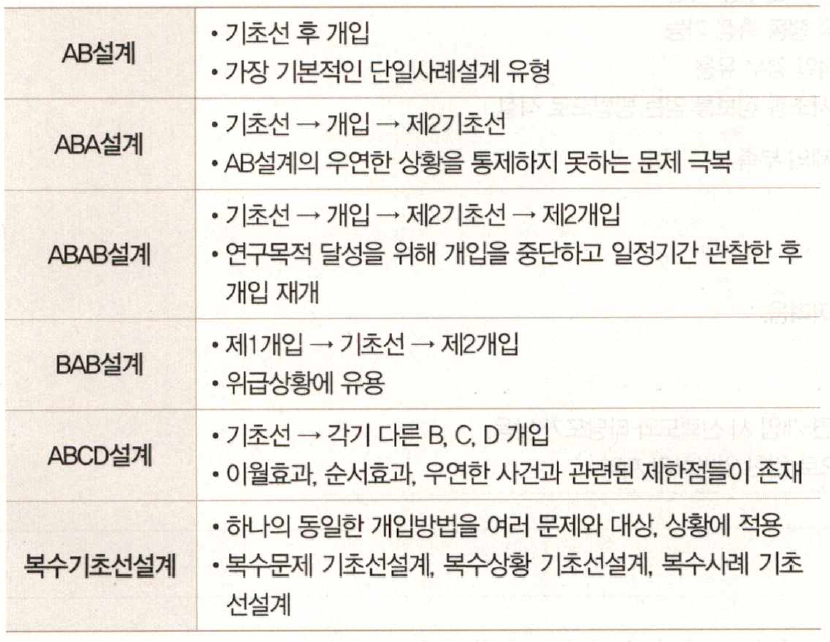 AB설계
• 기초선 후 개입
• 가장 기본적인 단일사례설계 유형
ABA설계
• 기초선 → 개입 → 제2기초선
• AB설계의 우연한 상황을 통제하지 못하는 문제 극복
ABAB설계
• 기초선 → 개입 → 제2기초선 → 제2개입
• 연구목적 달성을 위해 개입을 중단하고 일정기간 관찰한 후
개입 재개
BAB설계
• 제1개입 → 기초선 → 제2개입
• 위급상황에 유용
ABCD설계
• 기초선 → 각기 다른 B, C, D 개입
• 이월효과, 순서효과, 우연한 사건과 관련된 제한점들이 존재
복수기초선설계
• 하나의 동일한 개입방법을 여러 문제와 대상, 상황에 적용
• 복수문제 기초선설계, 복수상황 기초선설계, 복수사례 기초
선설계